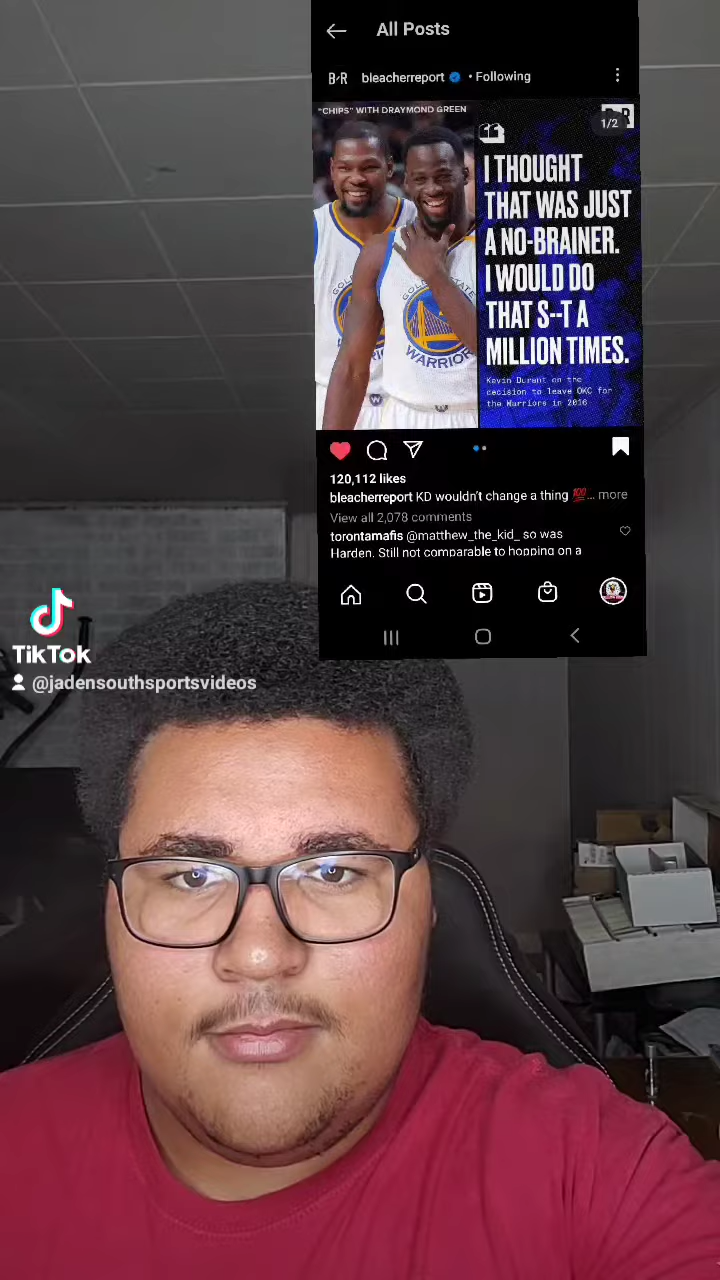 All Posts
B/R bleacherreport • Following
"CHIPS" WITH DRAYMOND GREEN
1/2
I THOUGHT
THAT WAS JUST
A NO-BRAINER.
I WOULD DO
THAT S--T A
MILLION TIMES.
Kevin Durant on the
decision to leave OKC for
the Warriors in 2016
GOLDEN STATE
WARRIORS
120,112 likes
bleacherreport KD wouldn't change a thing 💯... more
View all 2,078 comments
torontamafis @matthew_the_kid_ so was
Harden. Still not comparable to hopping on a
TikTok
@jadensouthsportsvideos